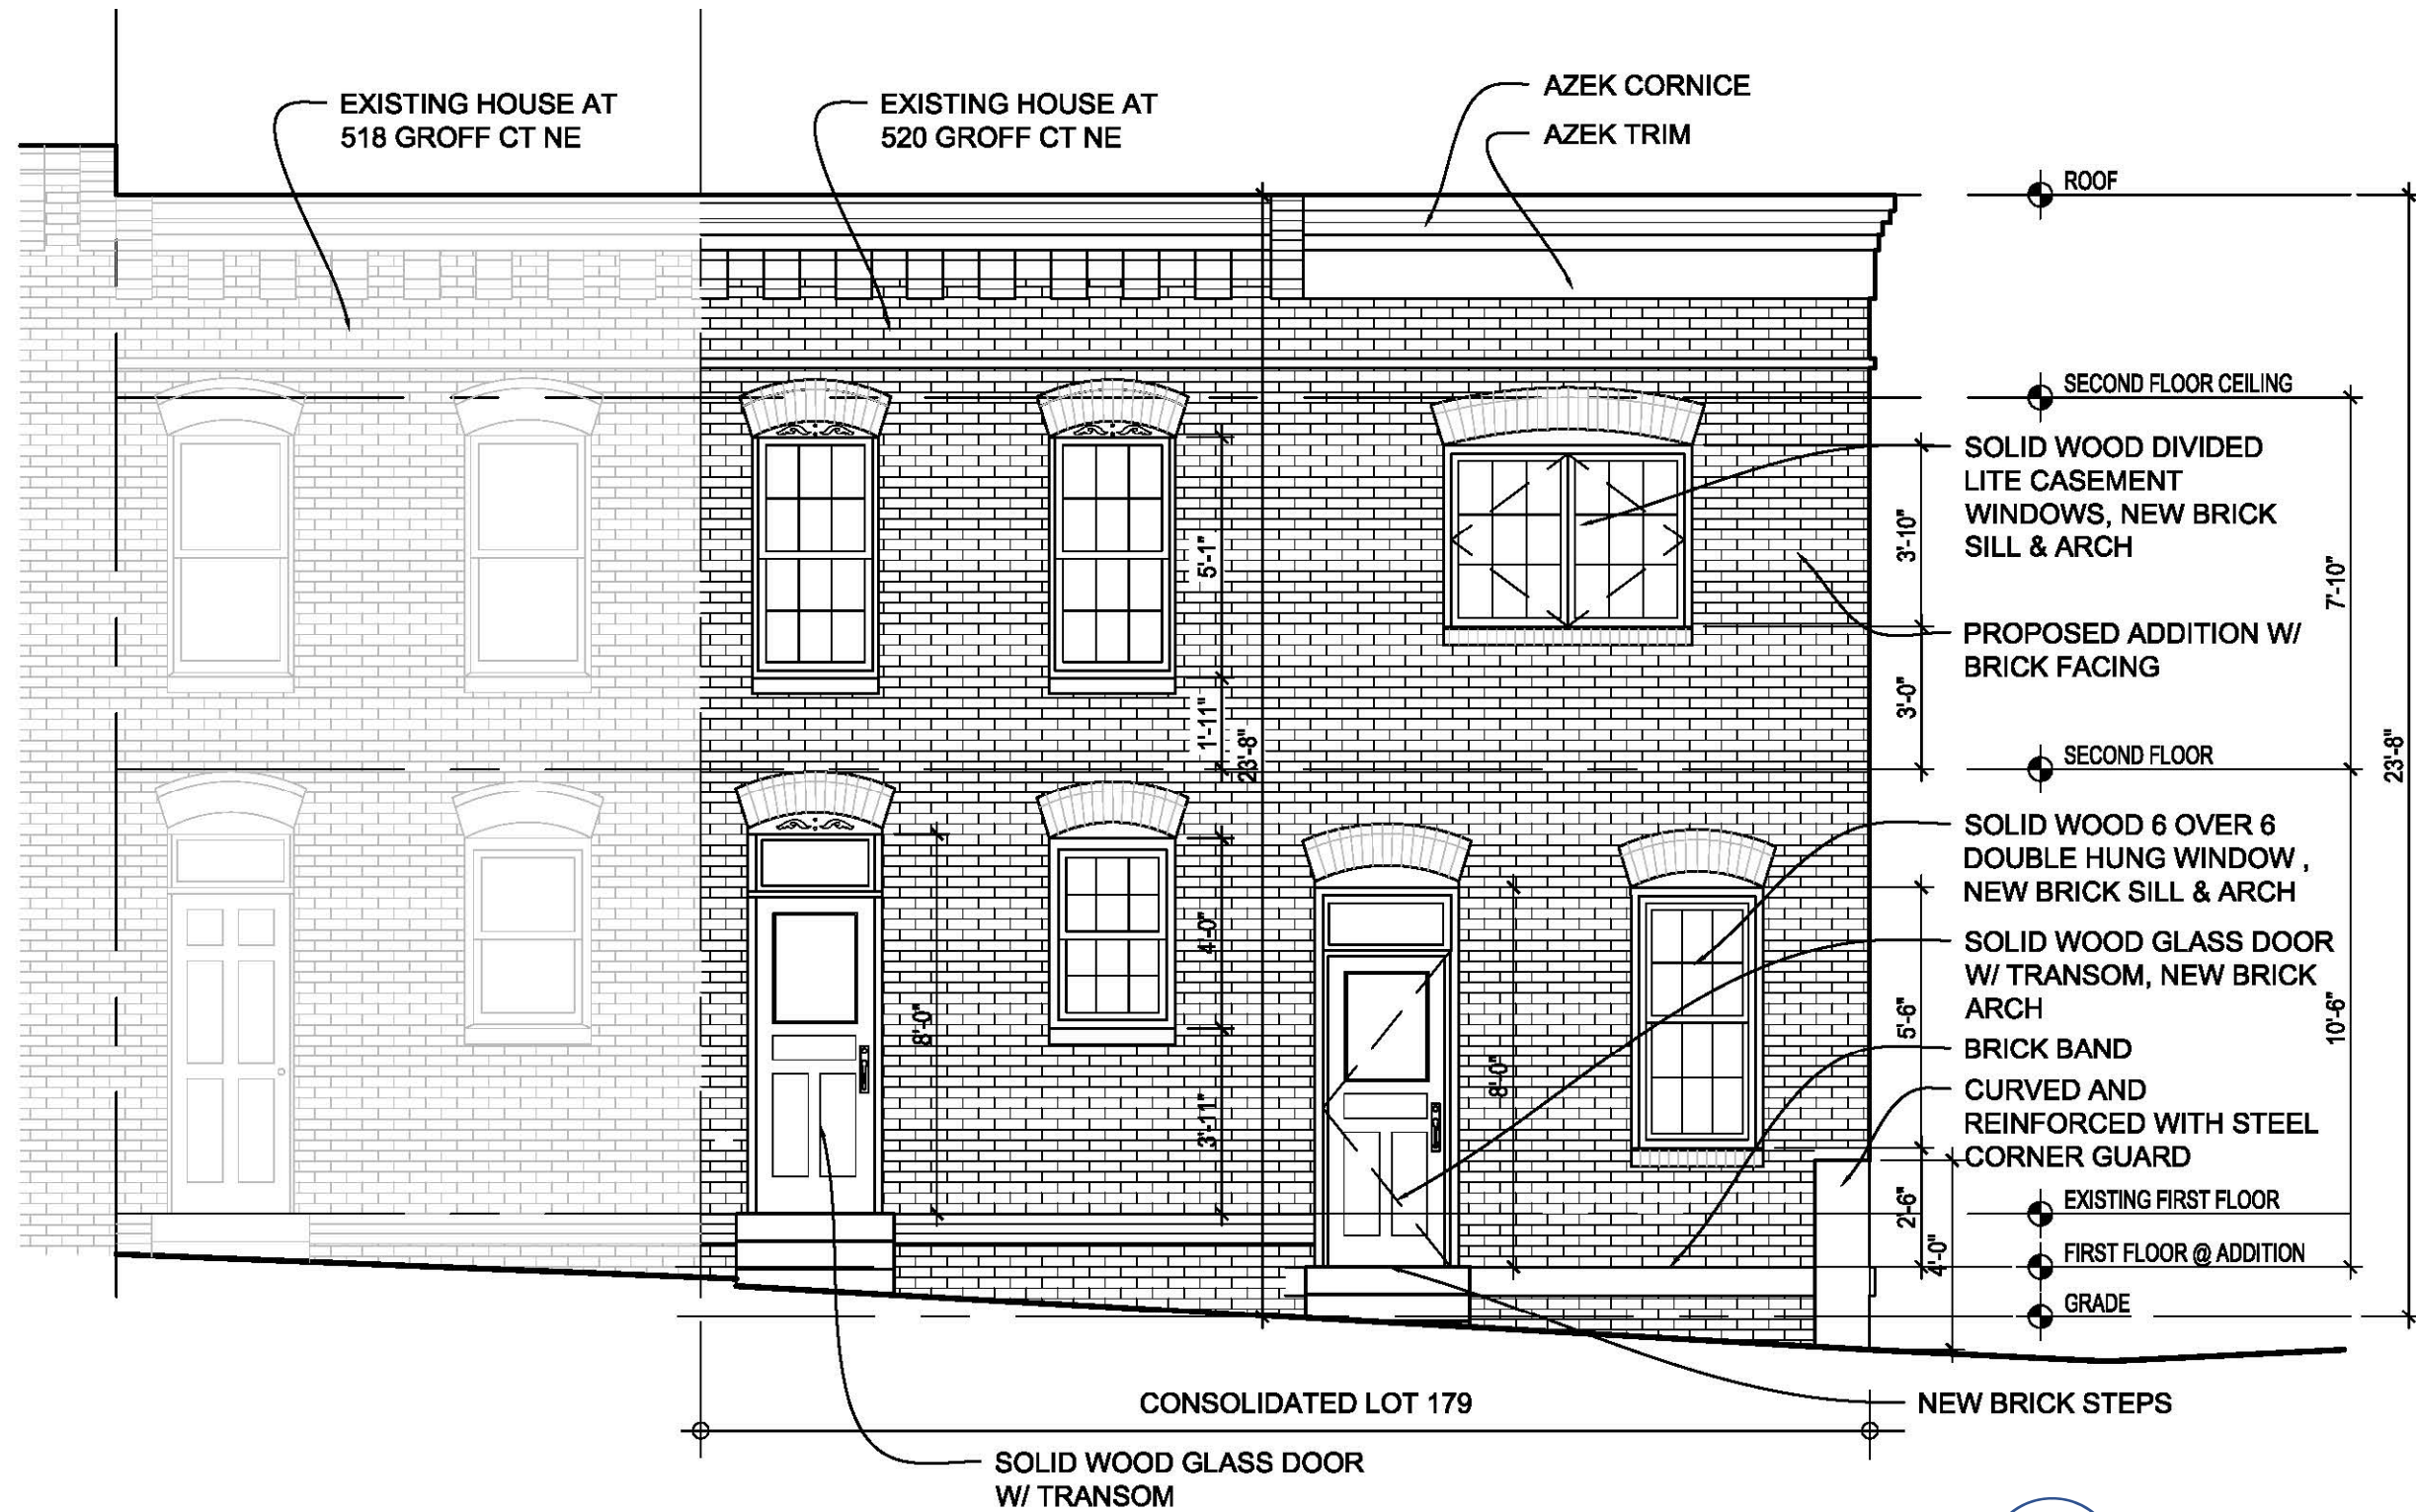 EXISTING HOUSE AT
518 GROFF CT NE
EXISTING HOUSE AT
520 GROFF CT NE
AZEK CORNICE
AZEK TRIM
ROOF
SECOND FLOOR CEILING
SOLID WOOD DIVIDED
LITE CASEMENT
WINDOWS, NEW BRICK
SILL & ARCH
PROPOSED ADDITION W/
BRICK FACING
SECOND FLOOR
SOLID WOOD 6 OVER 6
DOUBLE HUNG WINDOW ,
NEW BRICK SILL & ARCH
SOLID WOOD GLASS DOOR
W/ TRANSOM, NEW BRICK
ARCH
BRICK BAND
CURVED AND
REINFORCED WITH STEEL
CORNER GUARD
EXISTING FIRST FLOOR
FIRST FLOOR @ ADDITION
GRADE
5'-1"
1'-11"
23'-8"
8'-0"
4'-0"
3'-11"
8'-0"
3'-10"
3'-0"
5'-6"
2'-6"
4'-0"
7'-10"
10'-6"
23'-8"
CONSOLIDATED LOT 179
NEW BRICK STEPS
SOLID WOOD GLASS DOOR
W/ TRANSOM